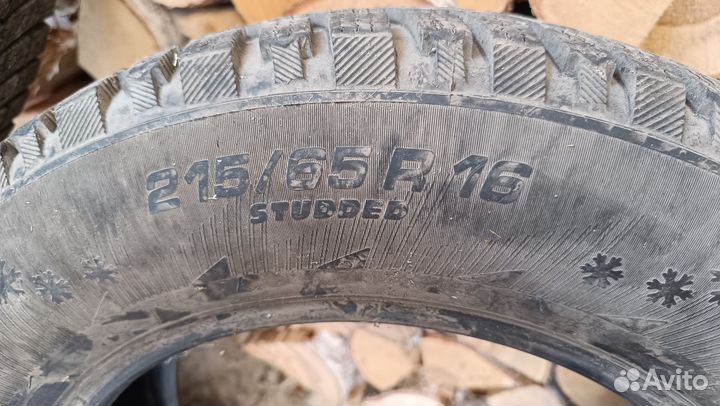 215/65 R 16
STUDDED
Avito